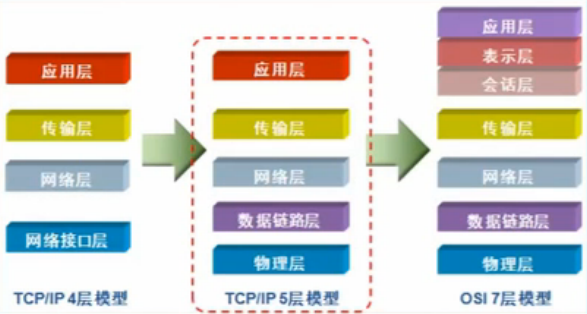 应用层
传输层
网络层
网络接口层
TCP/IP 4层模型
应用层
传输层
网络层
数据链路层
物理层
TCP/IP 5层模型
应用层
表示层
会话层
传输层
网络层
数据链路层
物理层
OSI 7层模型